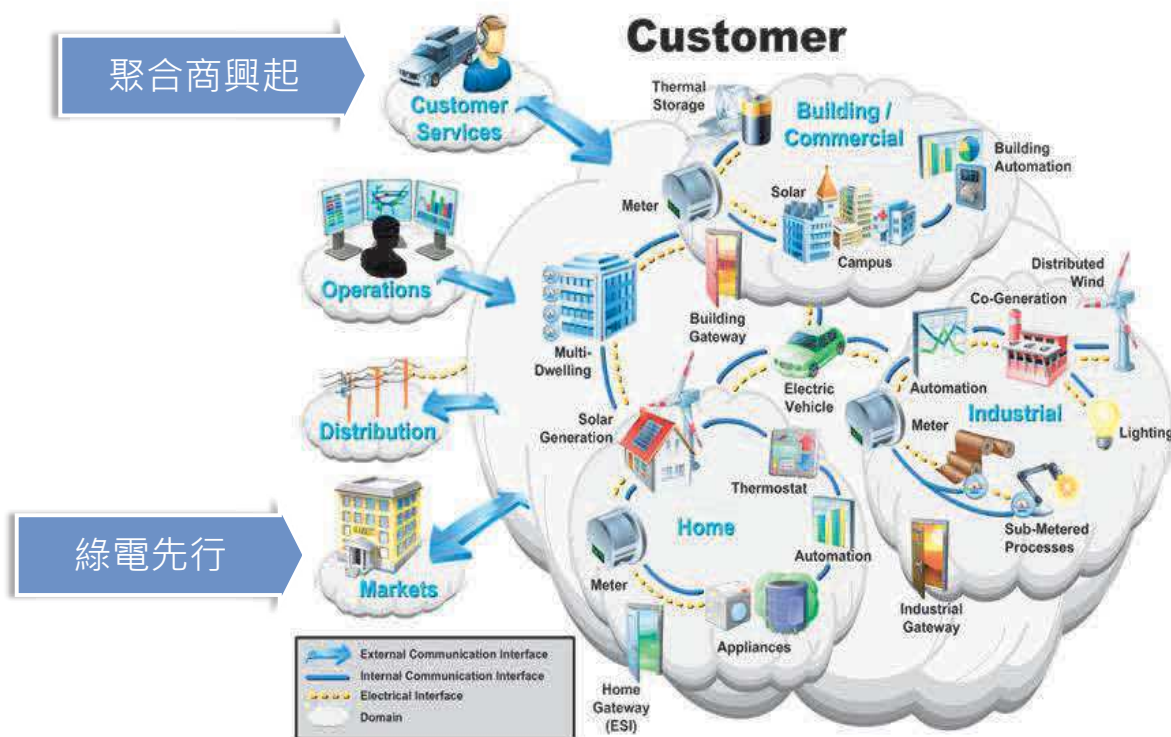 聚合商興起
Customer
Customer
Services
Thermal
Storage
Building /
Commercial
Building
Automation
Meter
Solar
Campus
Operations
Multi-
Dwelling
Building
Gateway
Electric
Vehicle
Distributed
Wind
Co-Generation
Automation
Industrial
Meter
Lighting
Sub-Metered
Processes
Industrial
Gateway
Distribution
Solar
Generation
Thermostat
Home
Automation
Meter
Appliances
Home
Gateway
(ESI)
綠電先行
Markets
External Communication Interface
Internal Communication Interface
Electrical Interface
Domain